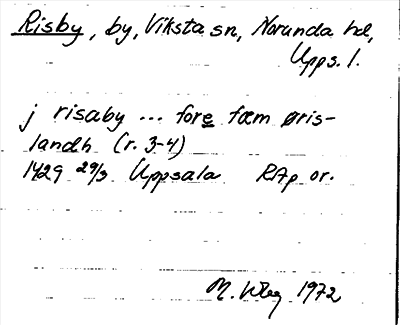 Risby, by, Viksta sn, Norunda hd,
Upps. l.
j risaby ... fore fæm øris-
landh (r. 3-4)
1429 29/3 Uppsala RAp or.
M. Wbg 1972